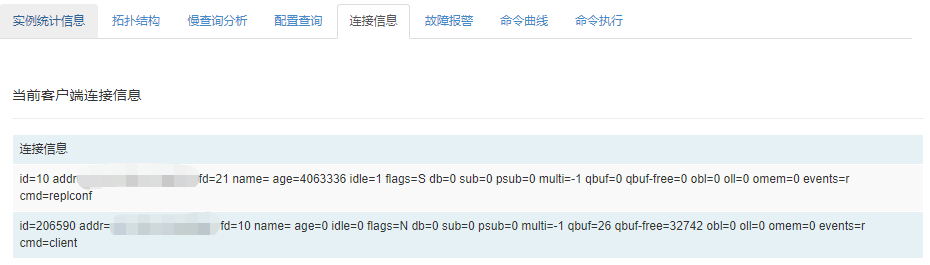 实例统计信息 拓扑结构 慢查询分析 配置查询 连接信息 故障报警 命令曲线 命令执行
当前客户端连接信息
连接信息
id=10 addr fd=21 name= age=4063336 idle=1 flags=S db=0 sub=0 psub=0 multi=-1 qbuf=0 qbuf-free=0 obl=0 oll=0 omem=0 events=r
cmd=replconf
id=206590 addr= fd=10 name= age=0 idle=0 flags=N db=0 sub=0 psub=0 multi=-1 qbuf=26 qbuf-free=32742 obl=0 oll=0 omem=0 events=r
cmd=client